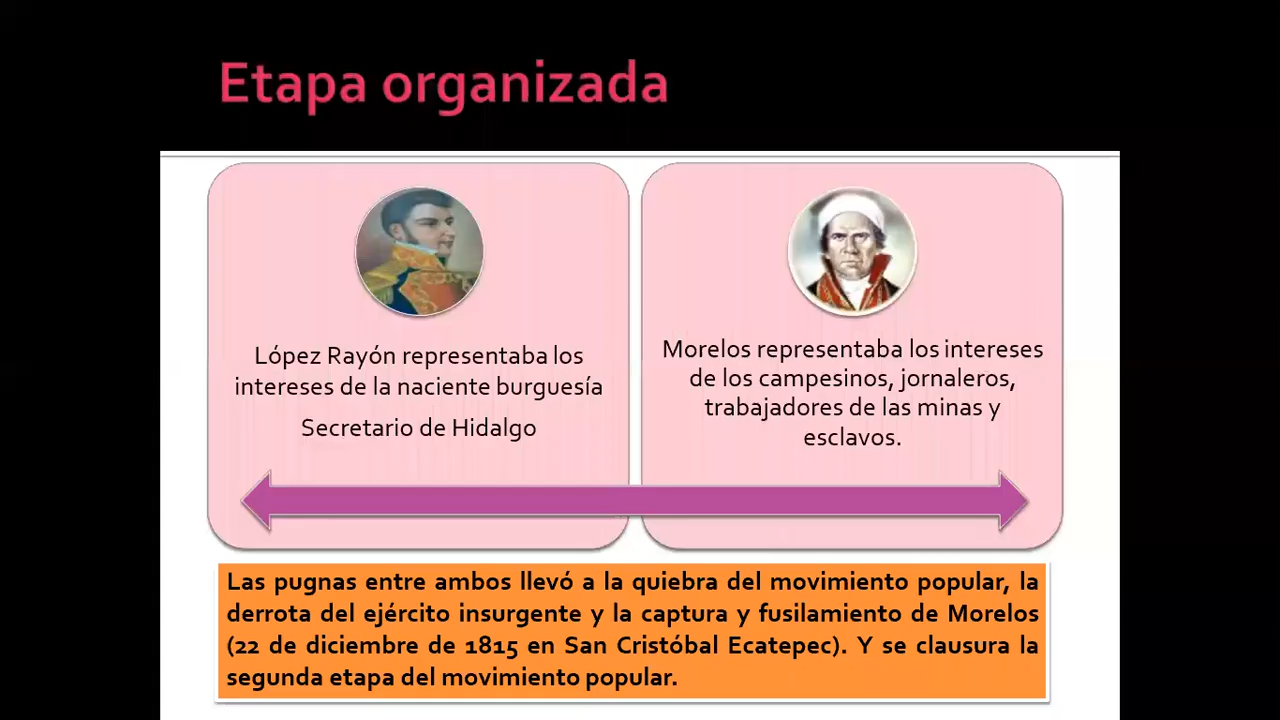 Etapa organizada
López Rayón representaba los
intereses de la naciente burguesía
Secretario de Hidalgo
Morelos representaba los intereses
de los campesinos, jornaleros,
trabajadores de las minas y
esclavos.
Las pugnas entre ambos llevó a la quiebra del movimiento popular, la
derrota del ejército insurgente y la captura y fusilamiento de Morelos
(22 de diciembre de 1815 en San Cristóbal Ecatepec). Y se clausura la
segunda etapa del movimiento popular.